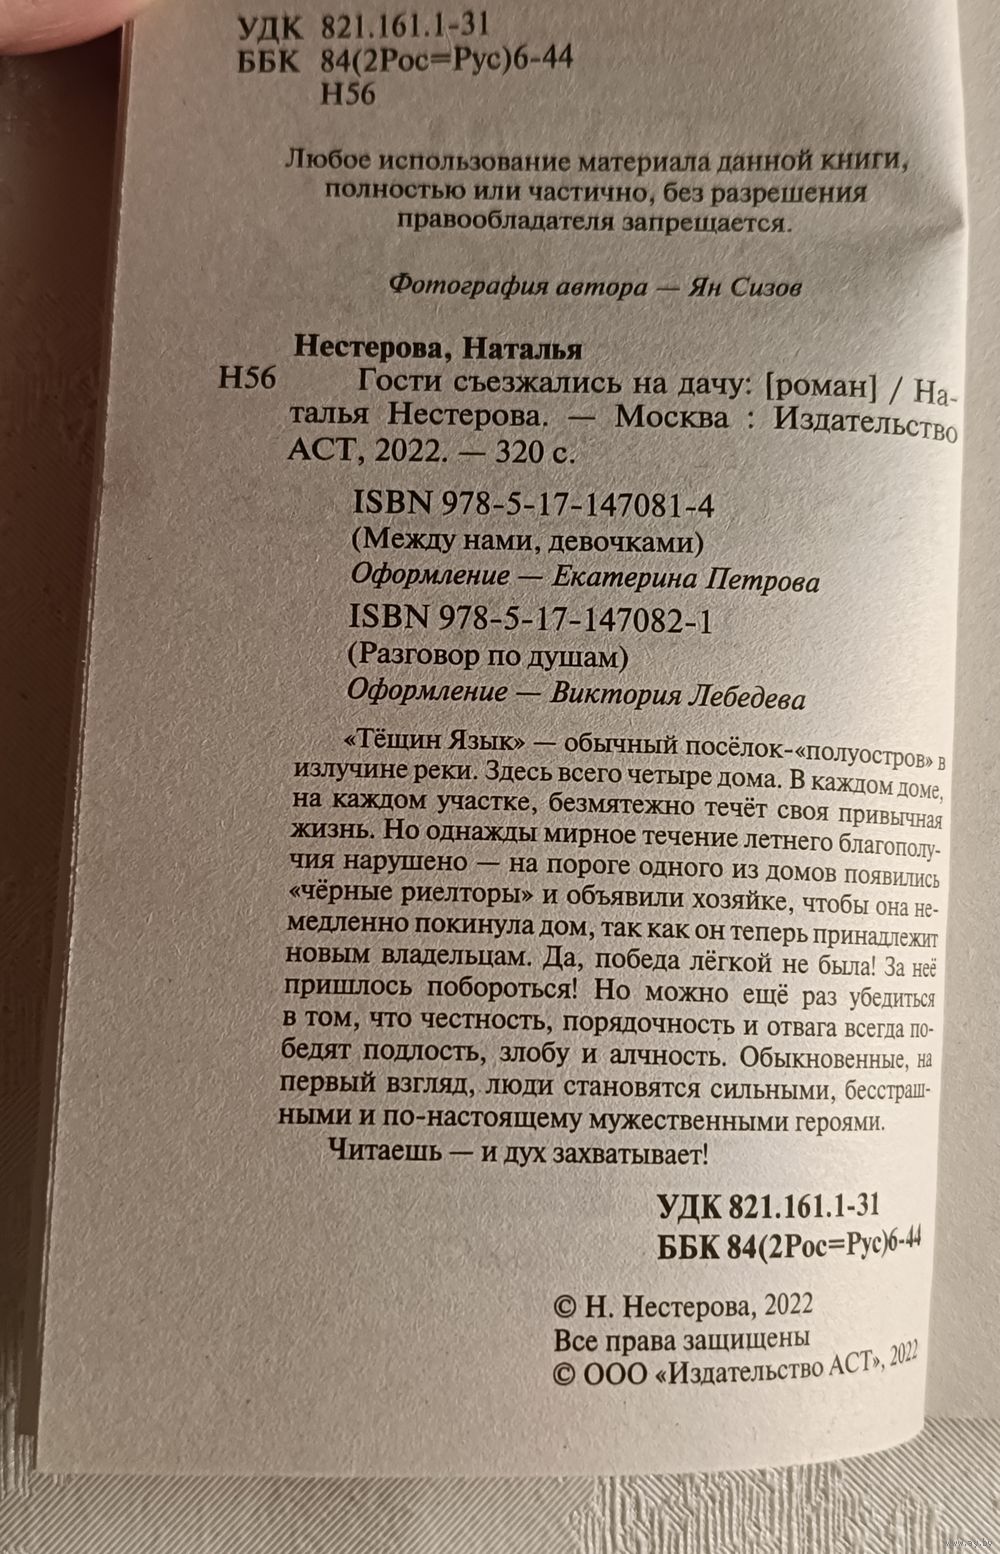 УДК 821.161.1-31
ББК 84(2Рос=Рус)6-44
Н56
Любое использование материала данной книги,
полностью или частично, без разрешения
правообладателя запрещается.
Фотография автора — Ян Сизов
Нестерова, Наталья
Н56 Гости съезжались на дачу: [роман] / На-
талья Нестерова. — Москва : Издательство
АСТ, 2022. — 320 с.
ISBN 978-5-17-147081-4
(Между нами, девочками)
Оформление — Екатерина Петрова
ISBN 978-5-17-147082-1
(Разговор по душам)
Оформление — Виктория Лебедева
«Тёщин Язык» — обычный посёлок-«полуостров» в
излучине реки. Здесь всего четыре дома. В каждом доме,
на каждом участке, безмятежно течёт своя привычная
жизнь. Но однажды мирное течение летнего благополу-
чия нарушено — на пороге одного из домов появились
«чёрные риелторы» и объявили хозяйке, чтобы она не-
медленно покинула дом, так как он теперь принадлежит
новым владельцам. Да, победа лёгкой не была! За неё
пришлось побороться! Но можно ещё раз убедиться
в том, что честность, порядочность и отвага всегда по-
бедят подлость, злобу и алчность. Обыкновенные, на
первый взгляд, люди становятся сильными, бесстраш-
ными и по-настоящему мужественными героями.
Читаешь — и дух захватывает!
УДК 821.161.1-31
ББК 84(2Рос=Рус)6-44
© Н. Нестерова, 2022
Все права защищены
© ООО «Издательство АСТ», 2022
www.ay.by